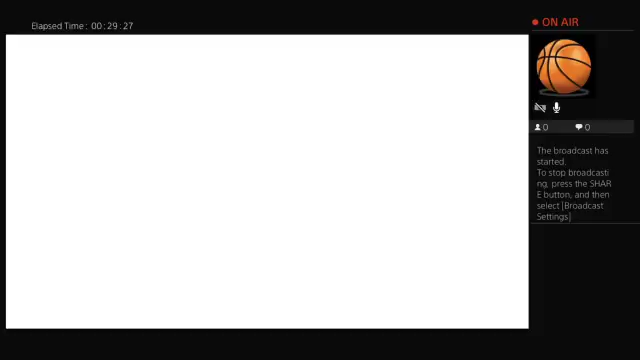 Elapsed Time: 00:29:27
ON AIR
0 0
The broadcast has
started.
To stop broadcasti
ng, press the SHAR
E button, and then
select [Broadcast
Settings]